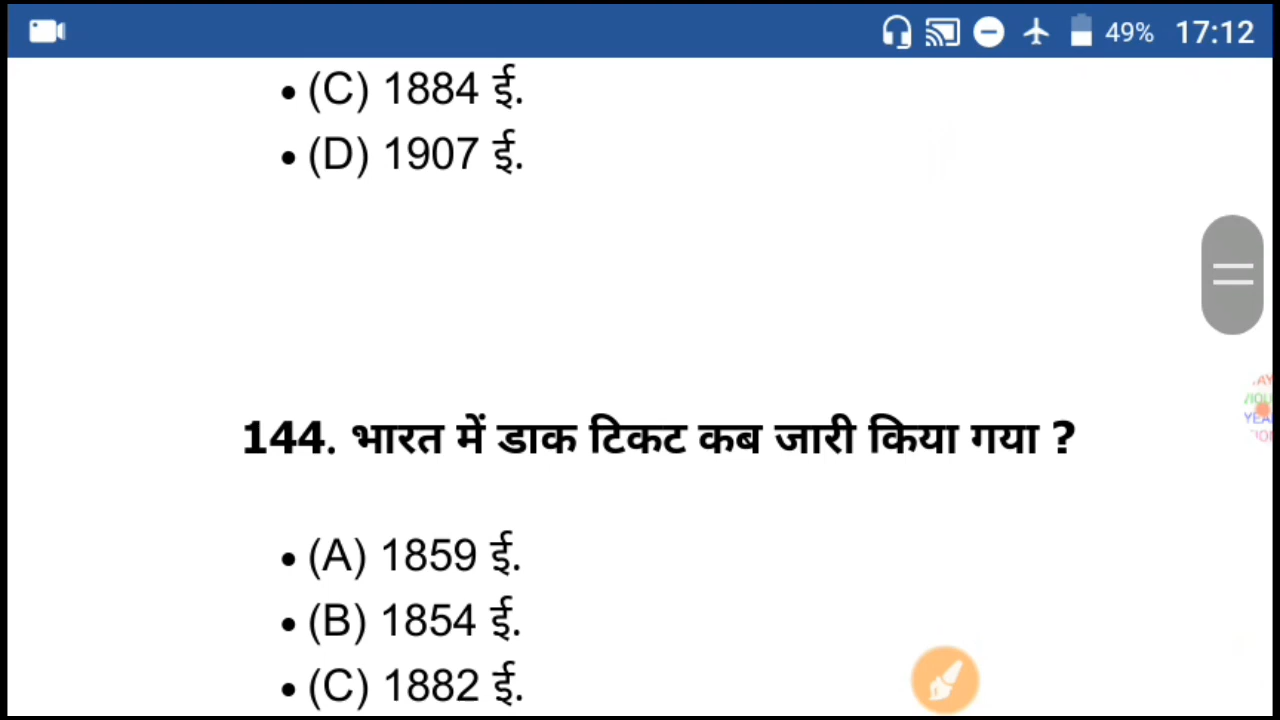 49% 17:12
• (C) 1884 ई.
• (D) 1907 ई.
144. भारत में डाक टिकट कब जारी किया गया ?
• (A) 1859 ई.
• (B) 1854 ई.
• (C) 1882 ई.